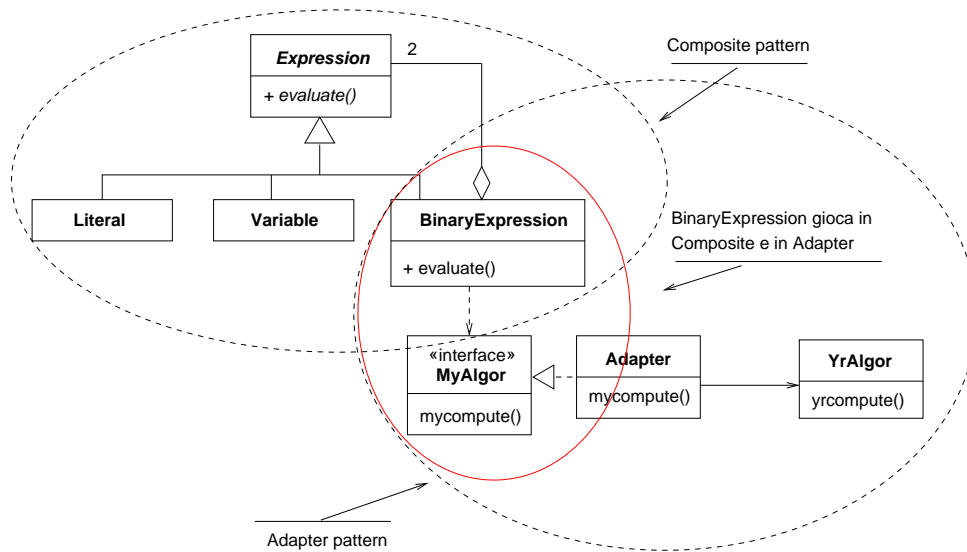 2
Composite pattern
Expression
+ evaluate()
Literal
Variable
BinaryExpression
+ evaluate()
BinaryExpression gioca in
Composite e in Adapter
«interface»
MyAlgor
mycompute()
Adapter
mycompute()
YrAlgor
yrcompute()
Adapter pattern